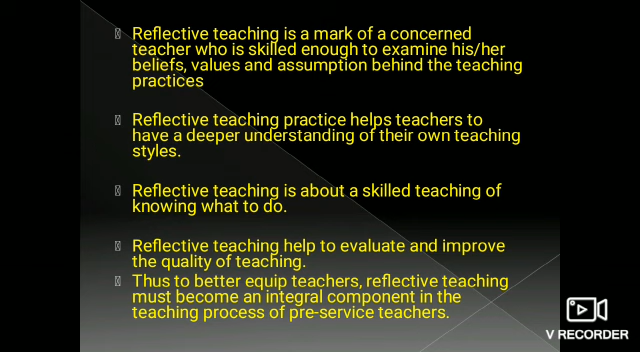 Reflective teaching is a mark of a concerned
teacher who is skilled enough to examine his/her
beliefs, values and assumption behind the teaching
practices
Reflective teaching practice helps teachers to
have a deeper understanding of their own teaching
styles.
Reflective teaching is about a skilled teaching of
knowing what to do.
Reflective teaching help to evaluate and improve
the quality of teaching.
Thus to better equip teachers, reflective teaching
must become an integral component in the
teaching process of pre-service teachers.
V RECORDER